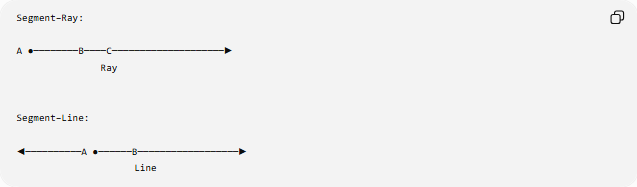 Segment-Ray:
A ●────────B────C─────────────────────▶
Ray
Segment-Line:
◀──────────A ●──────B──────────────────▶
Line